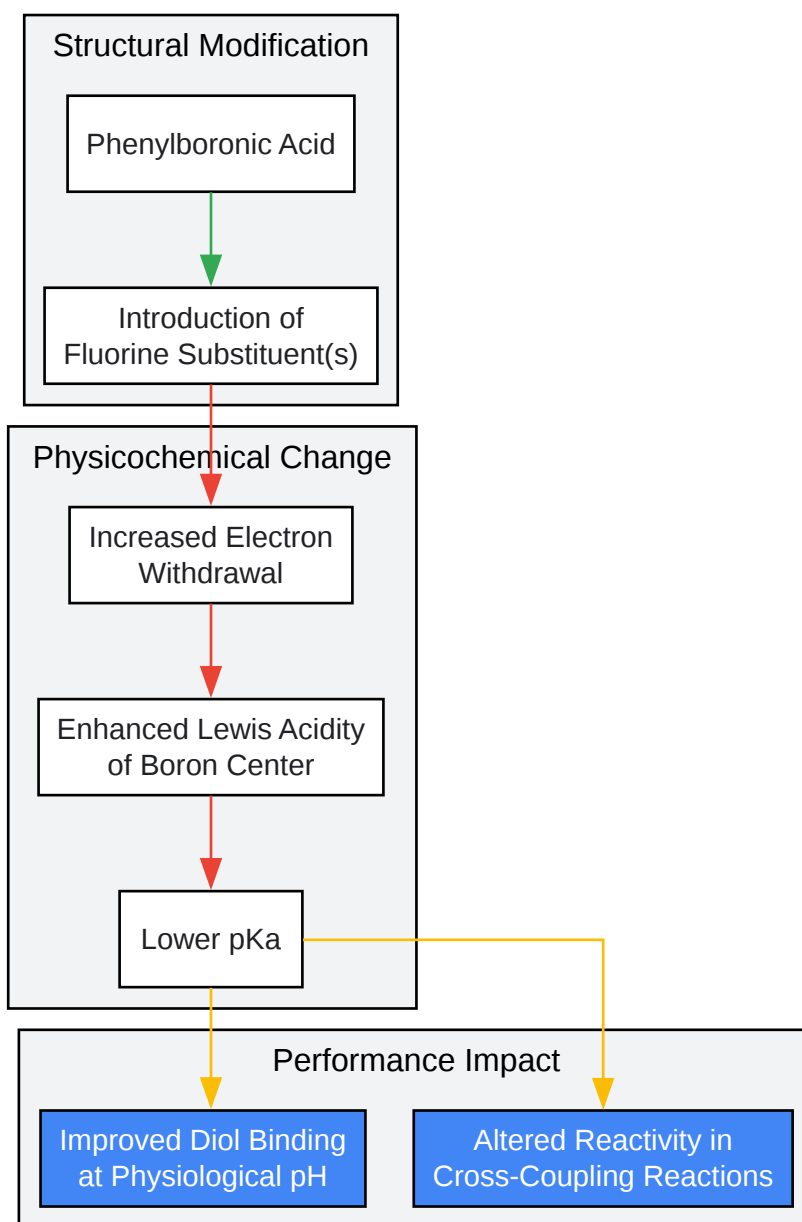 Structural Modification
Phenylboronic Acid
Introduction of
Fluorine Substituent(s)
Physicochemical Change
Increased Electron
Withdrawal
Enhanced Lewis Acidity
of Boron Center
Lower pKa
Performance Impact
Improved Diol Binding
at Physiological pH
Altered Reactivity in
Cross-Coupling Reactions